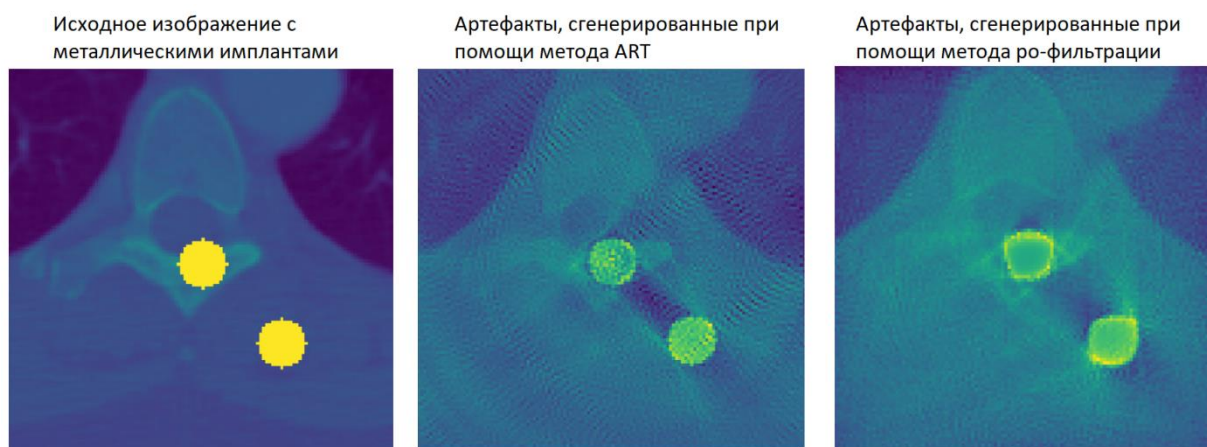 Исходное изображение с
металлическими имплантами
Артефакты, сгенерированные при
помощи метода ART
Артефакты, сгенерированные при
помощи метода ро-фильтрации